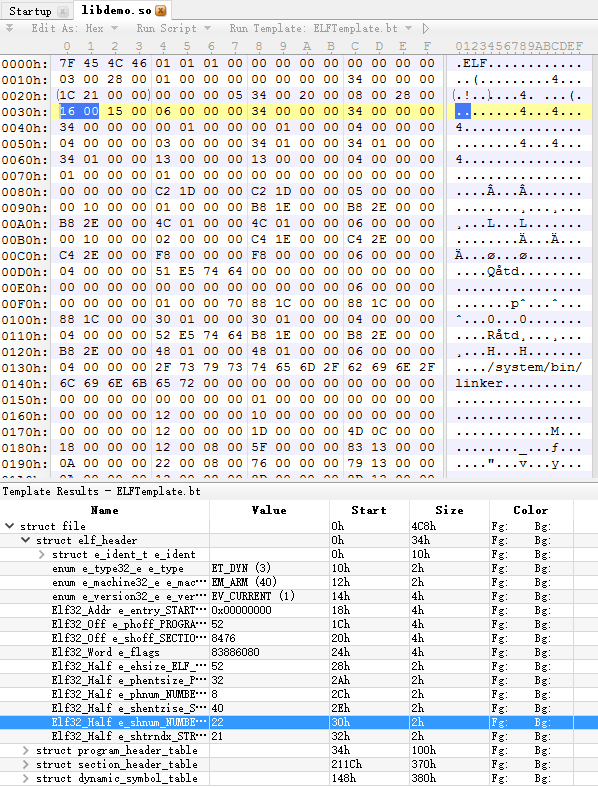 Startup libdemo.so
Edit As: Hex Run Script Run Template: ELFTemplate.bt
0 1 2 3 4 5 6 7 8 9 A B C D E F 0123456789ABCDEF
0000h: 7F 45 4C 46 01 01 01 00 00 00 00 00 00 00 00 00 .ELF............
0010h: 03 00 28 00 01 00 00 00 00 00 00 00 34 00 00 00 ..(.........4...
0020h: 1C 21 00 00 00 00 00 05 34 00 20 00 08 00 28 00 .!......4. ...(.
0030h: 16 00 15 00 06 00 00 00 34 00 00 00 34 00 00 00 ........4...4...
0040h: 34 00 00 00 00 01 00 00 00 01 00 00 04 00 00 00 4...............
0050h: 04 00 00 00 03 00 00 00 34 01 00 00 34 01 00 00 ........4...4...
0060h: 34 01 00 00 13 00 00 00 13 00 00 00 04 00 00 00 4...............
0070h: 01 00 00 00 01 00 00 00 00 00 00 00 00 00 00 00 ................
0080h: 00 00 00 00 C2 1D 00 00 C2 1D 00 00 05 00 00 00 ....Â...Â.......
0090h: 00 10 00 00 01 00 00 00 B8 1E 00 00 B8 2E 00 00 ........¸...¸...
00A0h: B8 2E 00 00 4C 01 00 00 4C 01 00 00 06 00 00 00 ¸...L...L.......
00B0h: 00 10 00 00 02 00 00 00 C4 1E 00 00 C4 2E 00 00 ........Ä...Ä...
00C0h: C4 2E 00 00 F8 00 00 00 F8 00 00 00 06 00 00 00 Ä...ø...ø.......
00D0h: 04 00 00 00 51 E5 74 64 00 00 00 00 00 00 00 00 ....Qåtd........
00E0h: 00 00 00 00 00 00 00 00 00 00 00 00 06 00 00 00 ................
00F0h: 00 00 00 00 01 00 00 70 88 1C 00 00 88 1C 00 00 .......pˆ...ˆ...
0100h: 88 1C 00 00 30 01 00 00 30 01 00 00 04 00 00 00 ˆ...0...0.......
0110h: 04 00 00 00 52 E5 74 64 B8 1E 00 00 B8 2E 00 00 ....Råtd¸...¸...
0120h: B8 2E 00 00 48 01 00 00 48 01 00 00 06 00 00 00 ¸...H...H.......
0130h: 04 00 00 00 2F 73 79 73 74 65 6D 2F 62 69 6E 2F ..../system/bin/
0140h: 6C 69 6E 6B 65 72 00 00 00 00 00 00 00 00 00 00 linker..........
0150h: 00 00 00 00 00 00 00 00 01 00 00 00 00 00 00 00 ................
0160h: 00 00 00 00 12 00 00 00 10 00 00 00 00 00 00 00 ................
0170h: 00 00 00 00 12 00 00 00 1D 00 00 00 4D 0C 00 00 ............M...
0180h: 18 00 00 00 12 00 08 00 5F 00 00 00 83 13 00 00 ........_...ƒ...
0190h: 0A 00 00 00 22 00 08 00 76 00 00 00 79 13 00 00 ...."...v...y...
Template Results - ELFTemplate.bt
Name Value Start Size Color
struct file 0h 4C8h Fg: Bg:
struct elf_header 0h 34h Fg: Bg:
struct e_ident_t e_ident 0h 10h Fg: Bg:
enum e_type32_e e_type ET_DYN (3) 10h 2h Fg: Bg:
enum e_machine32_e e_mac··· EM_ARM (40) 12h 2h Fg: Bg:
enum e_version32_e e_ver··· EV_CURRENT (1) 14h 4h Fg: Bg:
Elf32_Addr e_entry_START··· 0x00000000 18h 4h Fg: Bg:
Elf32_Off e_phoff_PROGRA··· 52 1Ch 4h Fg: Bg:
Elf32_Off e_shoff_SECTIO··· 8476 20h 4h Fg: Bg:
Elf32_Word e_flags 83886080 24h 4h Fg: Bg:
Elf32_Half e_ehsize_ELF_··· 52 28h 2h Fg: Bg:
Elf32_Half e_phentsize_P··· 32 2Ah 2h Fg: Bg:
Elf32_Half e_phnum_NUMBE··· 8 2Ch 2h Fg: Bg:
Elf32_Half e_shentzise_S··· 40 2Eh 2h Fg: Bg:
Elf32_Half e_shnum_NUMBE··· 22 30h 2h Fg: Bg:
Elf32_Half e_shtrndx_STR··· 21 32h 2h Fg: Bg:
struct program_header_table 34h 100h Fg: Bg:
struct section_header_table 211Ch 370h Fg: Bg:
struct dynamic_symbol_table 148h 380h Fg: Bg: